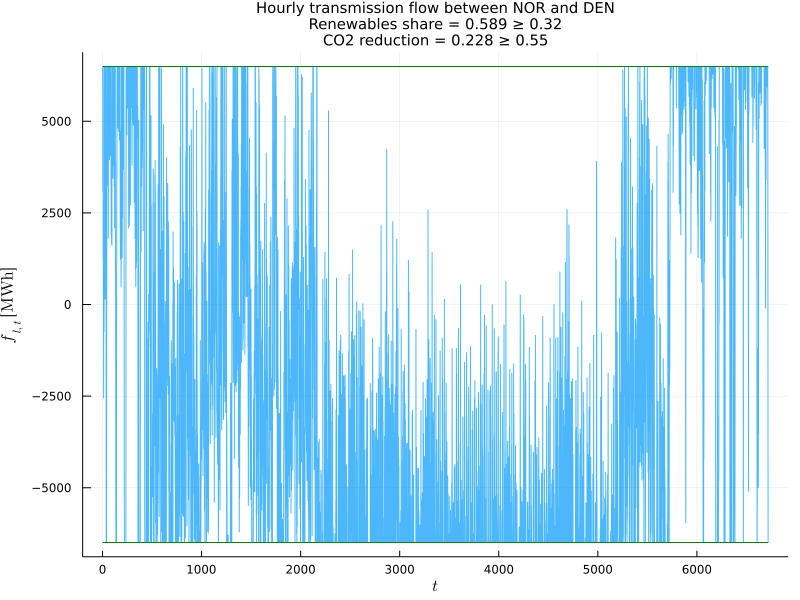 Hourly transmission flow between NOR and DEN
Renewables share = 0.589 ≥ 0.32
CO2 reduction = 0.228 ≥ 0.55
5000
2500
0
−2500
−5000
f l,t [MWh]
0 1000 2000 3000 4000 5000 6000
t